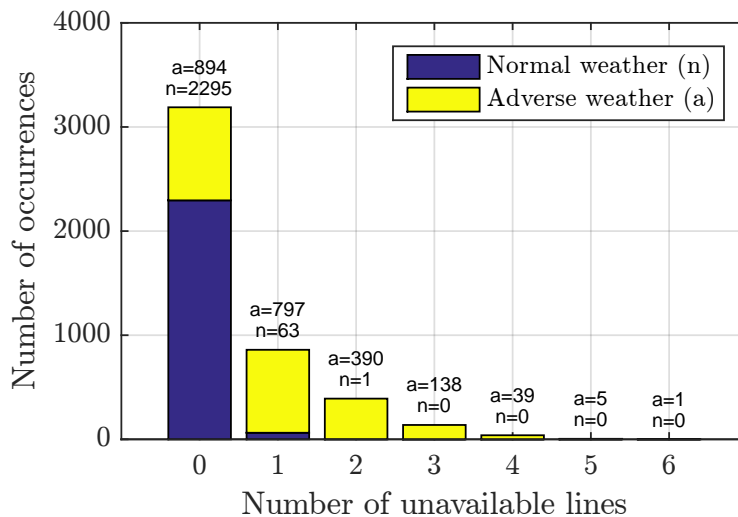 4000
3000
2000
1000
0
Number of occurrences
a=894
n=2295
a=797
n=63
a=390
n=1
a=138
n=0
a=39
n=0
a=5
n=0
a=1
n=0
Normal weather (n)
Adverse weather (a)
0 1 2 3 4 5 6
Number of unavailable lines